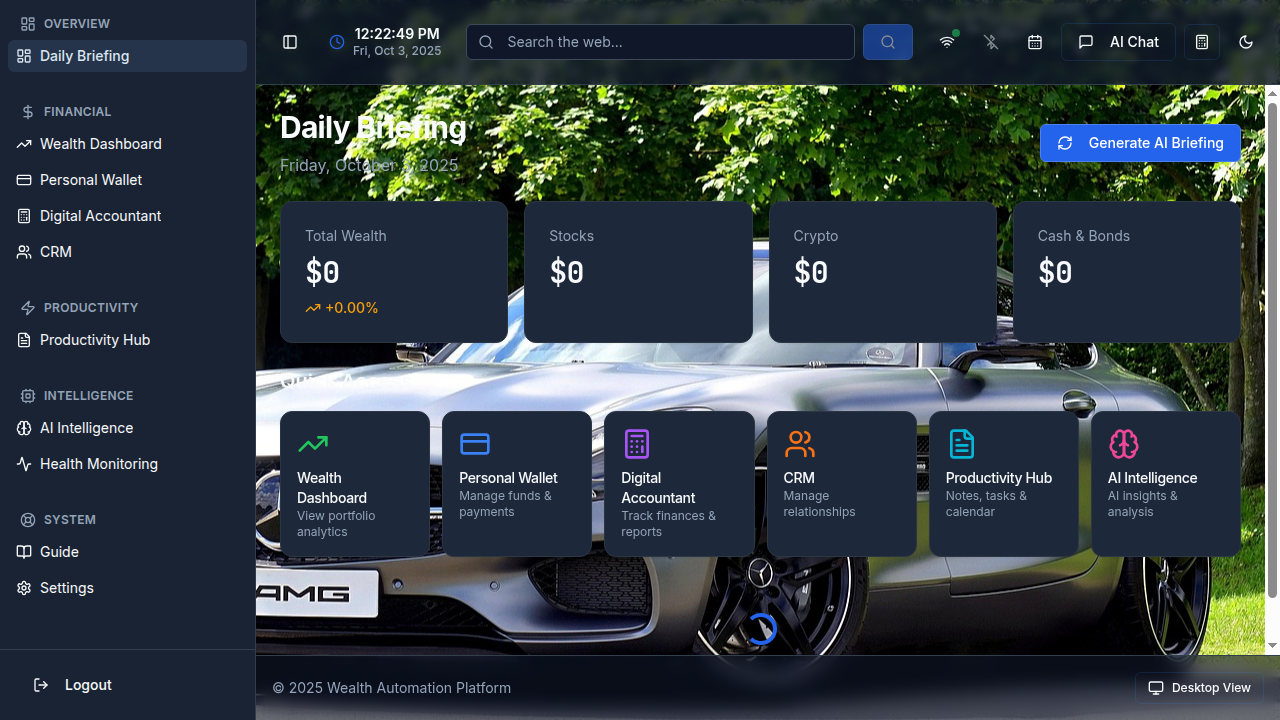 OVERVIEW
Daily Briefing
FINANCIAL
Wealth Dashboard
Personal Wallet
Digital Accountant
CRM
PRODUCTIVITY
Productivity Hub
INTELLIGENCE
AI Intelligence
Health Monitoring
SYSTEM
Guide
Settings
Logout
12:22:49 PM
Fri, Oct 3, 2025
Search the web...
AI Chat
Daily Briefing
Friday, October 3, 2025
Generate AI Briefing
Total Wealth
$0
+0.00%
Stocks
$0
Crypto
$0
Cash & Bonds
$0
Quick Access
Wealth
Dashboard
View portfolio
analytics
Personal Wallet
Manage funds &
payments
Digital
Accountant
Track finances &
reports
CRM
Manage
relationships
Productivity Hub
Notes, tasks &
calendar
AI Intelligence
AI insights &
analysis
AMG
© 2025 Wealth Automation Platform
Desktop View